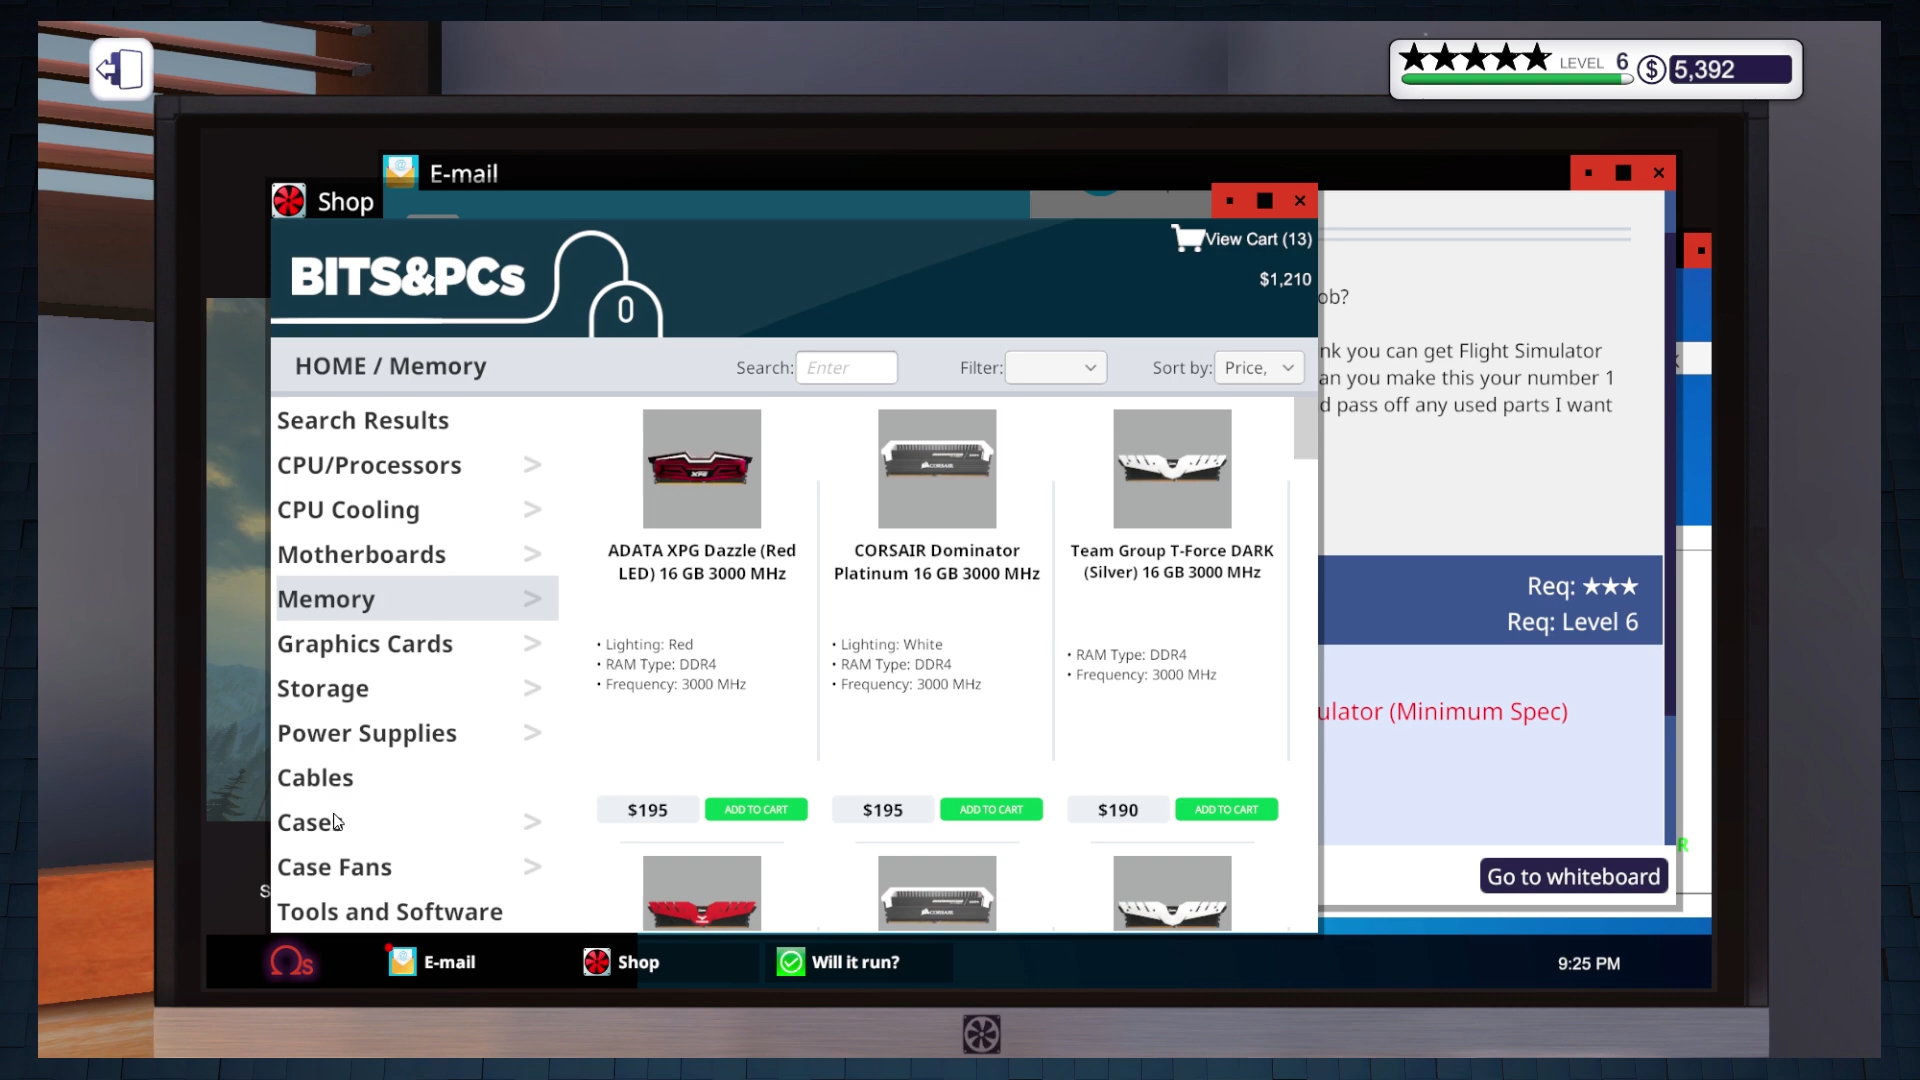 LEVEL 6
$ 5,392
E-mail
Shop
BITS&PCs
View Cart (13)
$1,210
HOME / Memory
Search: Enter
Filter:
Sort by: Price,
Search Results
CPU/Processors >
CPU Cooling >
Motherboards >
Memory >
Graphics Cards >
Storage >
Power Supplies >
Cables
Case >
Case Fans >
Tools and Software
ADATA XPG Dazzle (Red
LED) 16 GB 3000 MHz
• Lighting: Red
• RAM Type: DDR4
• Frequency: 3000 MHz
$195 ADD TO CART
CORSAIR Dominator
Platinum 16 GB 3000 MHz
• Lighting: White
• RAM Type: DDR4
• Frequency: 3000 MHz
$195 ADD TO CART
Team Group T-Force DARK
(Silver) 16 GB 3000 MHz
• RAM Type: DDR4
• Frequency: 3000 MHz
$190 ADD TO CART
ob?
nk you can get Flight Simulator
an you make this your number 1
d pass off any used parts I want
Req: ★★★
Req: Level 6
ulator (Minimum Spec)
R
Go to whiteboard
S
E-mail
Shop
Will it run?
9:25 PM